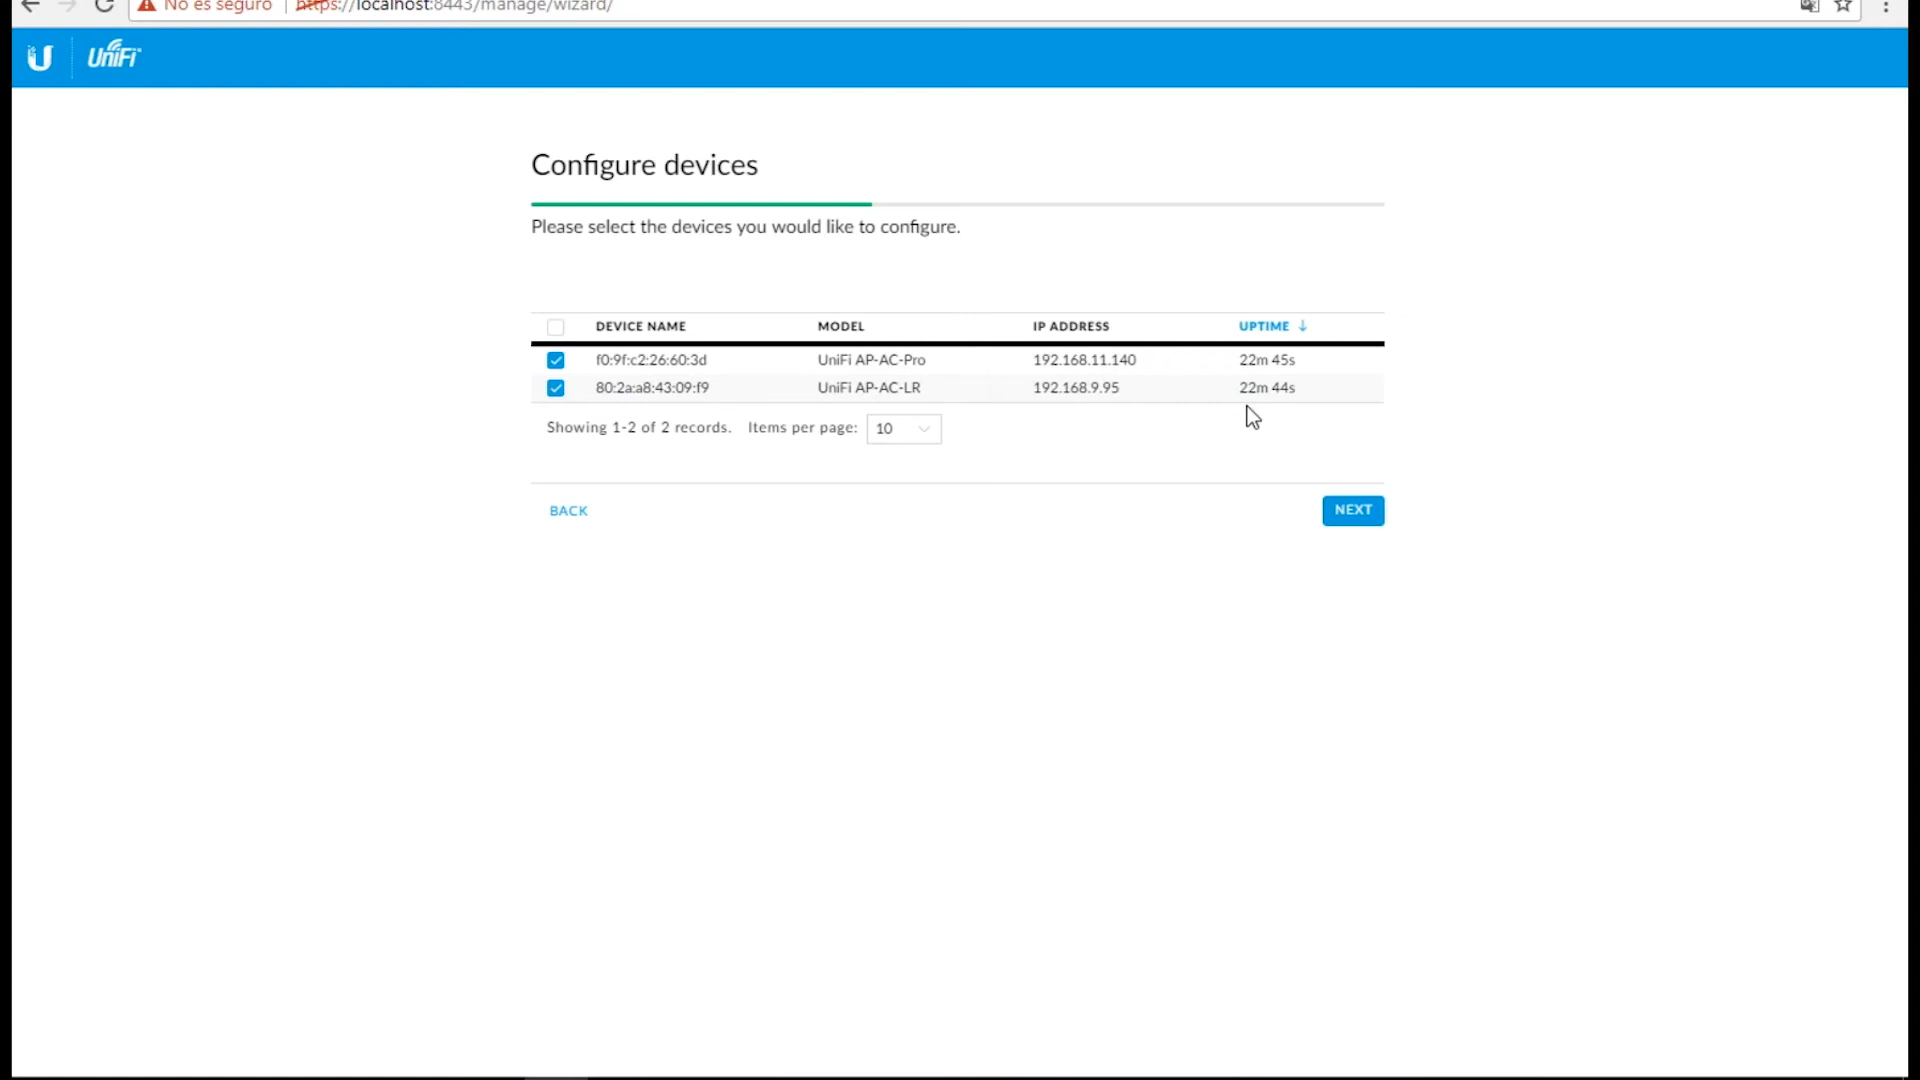 No es seguro | https://localhost:8443/manage/wizard/
U UniFi
Configure devices
Please select the devices you would like to configure.
DEVICE NAME MODEL IP ADDRESS UPTIME ↓
f0:9f:c2:26:60:3d UniFi AP-AC-Pro 192.168.11.140 22m 45s
80:2a:a8:43:09:f9 UniFi AP-AC-LR 192.168.9.95 22m 44s
Showing 1-2 of 2 records. Items per page: 10
BACK NEXT